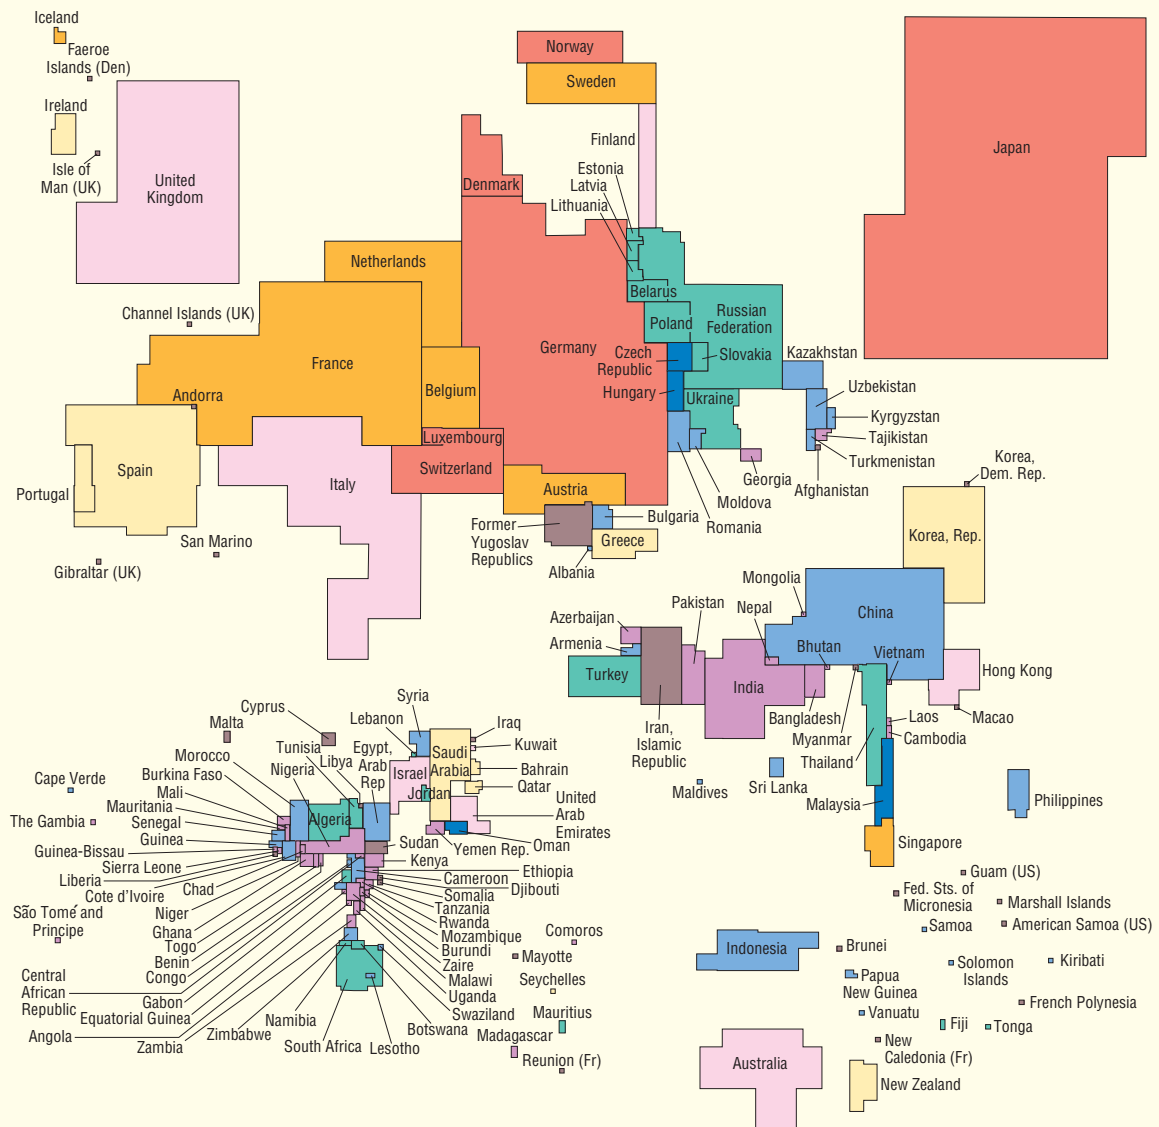 Iceland
Faeroe
Islands (Den)
Ireland
Isle of
Man (UK)
United
Kingdom
Norway
Sweden
Finland
Estonia
Latvia
Lithuania
Denmark
Japan
Netherlands
Channel Islands (UK)
France
Germany
Belarus
Poland
Russian
Federation
Czech
Republic
Slovakia
Kazakhstan
Andorra
Belgium
Hungary
Ukraine
Uzbekistan
Kyrgyzstan
Tajikistan
Turkmenistan
Luxembourg
Switzerland
Spain
Portugal
Italy
Austria
Georgia
Moldova
Romania
Afghanistan
Korea,
Dem. Rep.
Korea, Rep.
San Marino
Gibraltar (UK)
Former
Yugoslav
Republics
Bulgaria
Greece
Albania
Mongolia
China
Azerbaijan
Pakistan
Nepal
Armenia
Bhutan
Vietnam
Turkey
India
Hong Kong
Iran,
Islamic
Republic
Bangladesh
Myanmar
Thailand
Laos
Cambodia
Macao
Maldives
Sri Lanka
Malaysia
Philippines
Singapore
Syria
Cyprus
Malta
Lebanon
Iraq
Kuwait
Saudi
Arabia
Bahrain
Qatar
Israel
Jordan
United
Arab
Emirates
Oman
Yemen Rep.
Egypt,
Arab
Rep
Tunisia
Libya
Morocco
Nigeria
Algeria
Burkina Faso
Cape Verde
Mali
Mauritania
The Gambia
Senegal
Guinea
Guinea-Bissau
Sierra Leone
Liberia
Cote d'Ivoire
Chad
Niger
Sudan
Kenya
Ethiopia
Cameroon
Djibouti
Somalia
Tanzania
Rwanda
Mozambique
Burundi
Zaire
Malawi
Uganda
Swaziland
Botswana
São Tomé and
Principe
Ghana
Togo
Benin
Congo
Central
African
Republic
Gabon
Equatorial Guinea
Angola
Zambia
Zimbabwe
Namibia
South Africa
Lesotho
Comoros
Mayotte
Seychelles
Mauritius
Madagascar
Reunion (Fr)
Guam (US)
Fed. Sts. of
Micronesia
Marshall Islands
Samoa
American Samoa (US)
Indonesia
Brunei
Solomon
Islands
Kiribati
Papua
New Guinea
French Polynesia
Vanuatu
Fiji
Tonga
New
Caledonia (Fr)
Australia
New Zealand